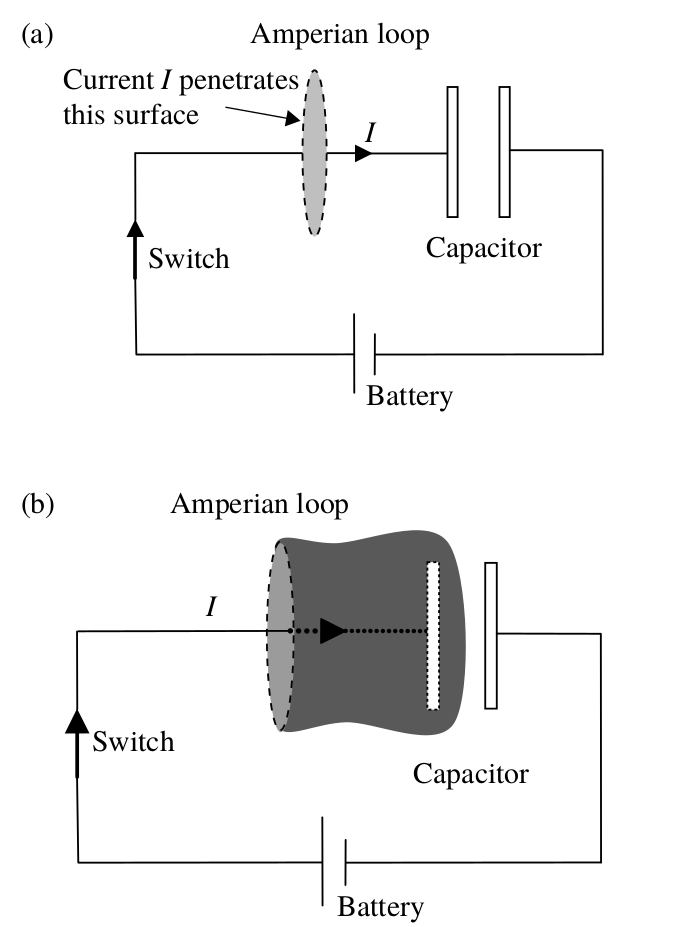 (a)
Amperian loop
Current I penetrates
this surface
I
Switch
Capacitor
Battery
(b)
Amperian loop
I
Switch
Capacitor
Battery